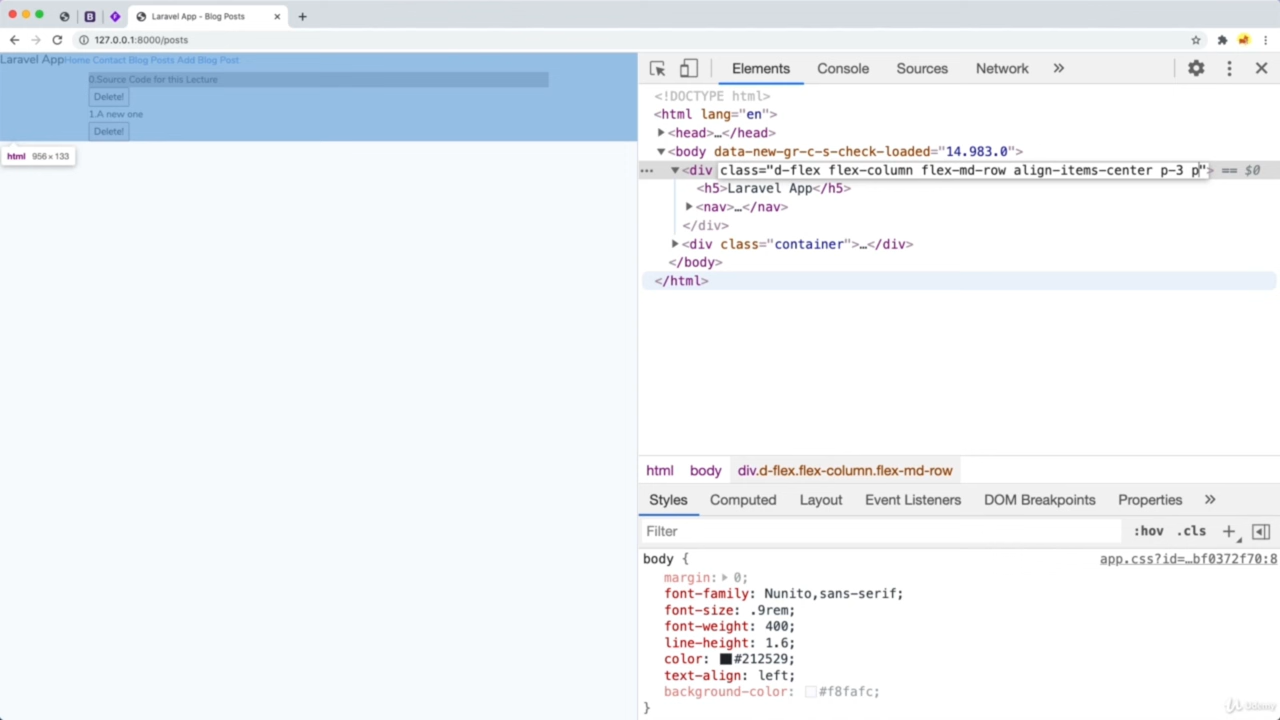 Laravel App - Blog Posts
127.0.0.1:8000/posts
Laravel AppHome Contact Blog Posts Add Blog Post
0.Source Code for this Lecture
Delete!
1.A new one
Delete!
html 956 × 133
Elements Console Sources Network »
<!DOCTYPE html>
<html lang="en">
▶<head>…</head>
▼<body data-new-gr-c-s-check-loaded="14.983.0">
… ▼<div class="d-flex flex-column flex-md-row align-items-center p-3 p"> == $0
<h5>Laravel App</h5>
▶<nav>…</nav>
</div>
▶<div class="container">…</div>
</body>
</html>
html body div.d-flex.flex-column.flex-md-row
Styles Computed Layout Event Listeners DOM Breakpoints Properties »
Filter :hov .cls +
body { app.css?id=…bf0372f70:8
margin:▶ 0;
font-family: Nunito,sans-serif;
font-size: .9rem;
font-weight: 400;
line-height: 1.6;
color: #212529;
text-align: left;
background-color: #f8fafc;
}
Udemy